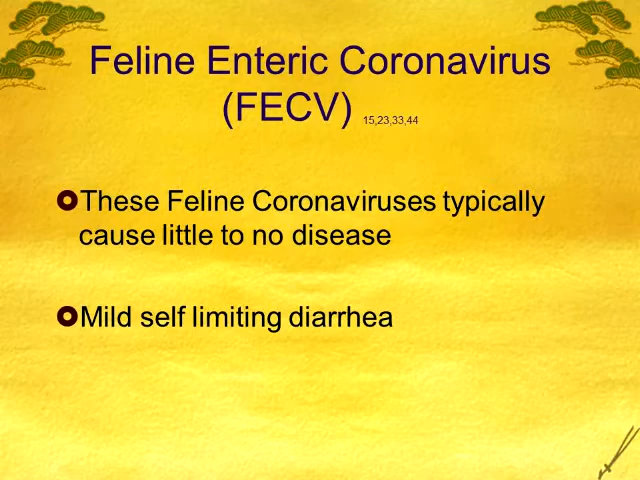 Feline Enteric Coronavirus
(FECV) 15,23,33,44
These Feline Coronaviruses typically
cause little to no disease
Mild self limiting diarrhea